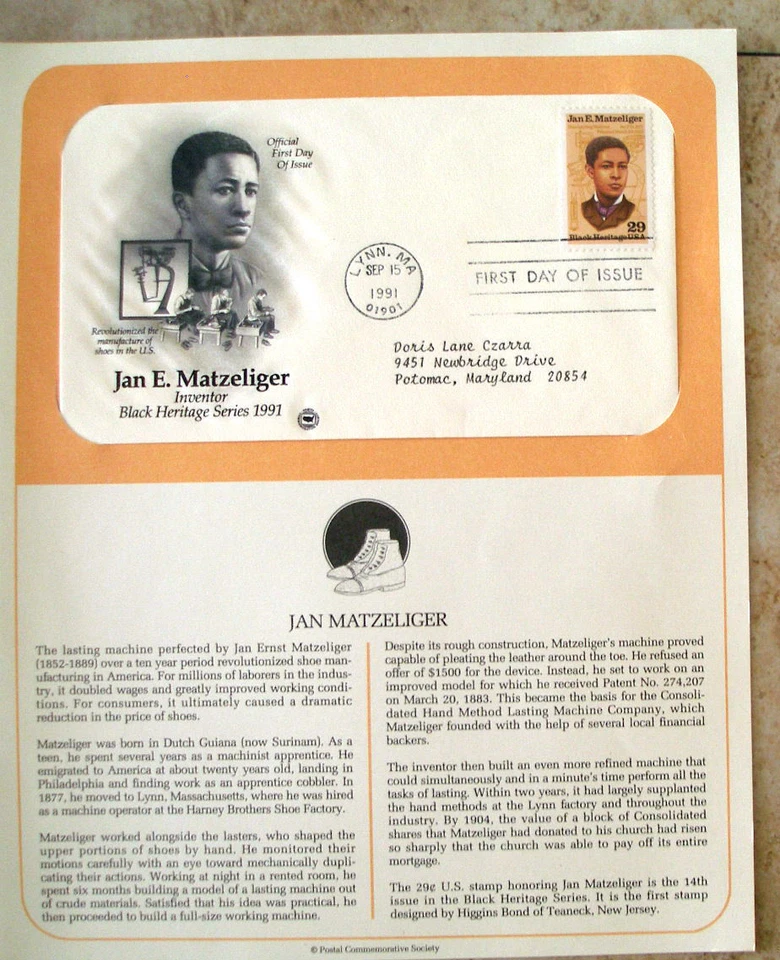 Official
First Day
Of Issue
Jan E. Matzeliger
29
Black Heritage USA
LYNN, MA
SEP 15
1991
01901
FIRST DAY OF ISSUE
Revolutionized the
manufacture of
shoes in the U.S.
Doris Lane Czarra
9451 Newbridge Drive
Potomac, Maryland 20854
Jan E. Matzeliger
Inventor
Black Heritage Series 1991
JAN MATZELIGER
The lasting machine perfected by Jan Ernst Matzeliger
(1852-1889) over a ten year period revolutionized shoe man-
ufacturing in America. For millions of laborers in the indus-
try, it doubled wages and greatly improved working condi-
tions. For consumers, it ultimately caused a dramatic
reduction in the price of shoes.
Matzeliger was born in Dutch Guiana (now Surinam). As a
teen, he spent several years as a machinist apprentice. He
emigrated to America at about twenty years old, landing in
Philadelphia and finding work as an apprentice cobbler. In
1877, he moved to Lynn, Massachusetts, where he was hired
as a machine operator at the Harney Brothers Shoe Factory.
Matzeliger worked alongside the lasters, who shaped the
upper portions of shoes by hand. He monitored their
motions carefully with an eye toward mechanically dupli-
cating their actions. Working at night in a rented room, he
spent six months building a model of a lasting machine out
of crude materials. Satisfied that his idea was practical, he
then proceeded to build a full-size working machine.
Despite its rough construction, Matzeliger's machine proved
capable of pleating the leather around the toe. He refused an
offer of $1500 for the device. Instead, he set to work on an
improved model for which he received Patent No. 274,207
on March 20, 1883. This became the basis for the Consoli-
dated Hand Method Lasting Machine Company, which
Matzeliger founded with the help of several local financial
backers.
The inventor then built an even more refined machine that
could simultaneously and in a minute's time perform all the
tasks of lasting. Within two years, it had largely supplanted
the hand methods at the Lynn factory and throughout the
industry. By 1904, the value of a block of Consolidated
shares that Matzeliger had donated to his church had risen
so sharply that the church was able to pay off its entire
mortgage.
The 29¢ U.S. stamp honoring Jan Matzeliger is the 14th
issue in the Black Heritage Series. It is the first stamp
designed by Higgins Bond of Teaneck, New Jersey.
© Postal Commemorative Society